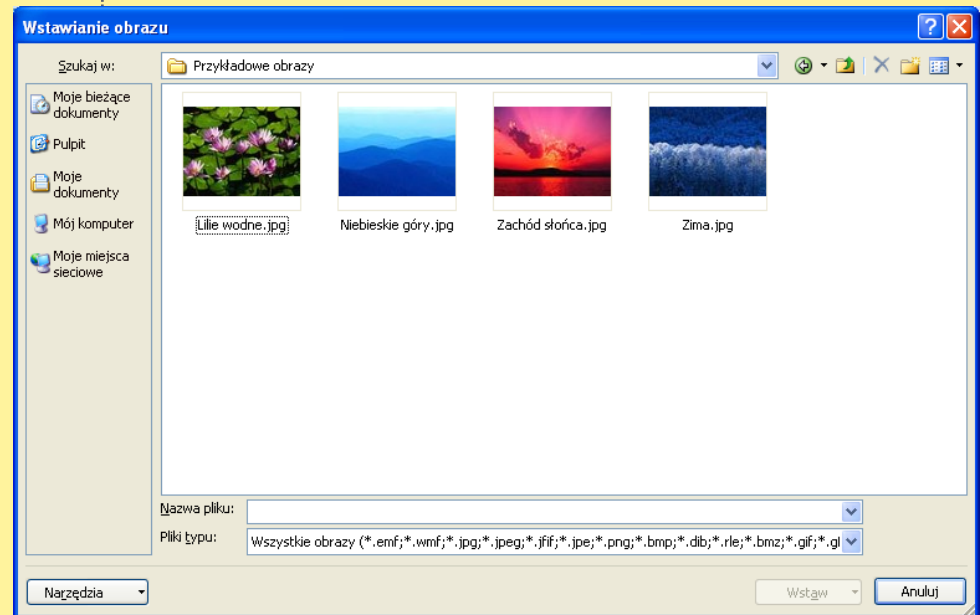 Wstawianie obrazu
Szukaj w:
Przykładowe obrazy
Moje bieżące
dokumenty
Pulpit
Moje
dokumenty
Mój komputer
Moje miejsca
sieciowe
Lilie wodne.jpg
Niebieskie góry.jpg
Zachód słońca.jpg
Zima.jpg
Nazwa pliku:
Pliki typu:
Wszystkie obrazy (*.emf;*.wmf;*.jpg;*.jpeg;*.jfif;*.jpe;*.png;*.bmp;*.dib;*.rle;*.bmz;*.gif;*.gl
Narzędzia
Wstaw
Anuluj